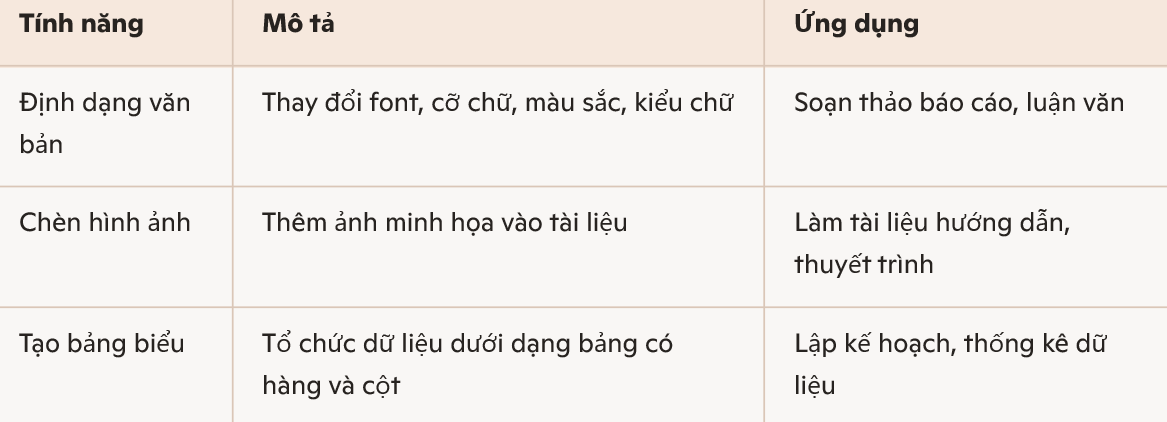 Tính năng
Mô tả
Ứng dụng
Định dạng văn
bản
Thay đổi font, cỡ chữ, màu sắc, kiểu chữ
Soạn thảo báo cáo, luận văn
Chèn hình ảnh
Thêm ảnh minh họa vào tài liệu
Làm tài liệu hướng dẫn,
thuyết trình
Tạo bảng biểu
Tổ chức dữ liệu dưới dạng bảng có
hàng và cột
Lập kế hoạch, thống kê dữ
liệu